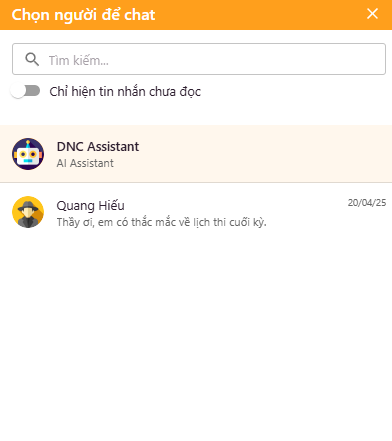 Chọn người để chat
Tìm kiếm...
Chỉ hiện tin nhắn chưa đọc
DNC Assistant
AI Assistant
Quang Hiếu
20/04/25
Thầy ơi, em có thắc mắc về lịch thi cuối kỳ.